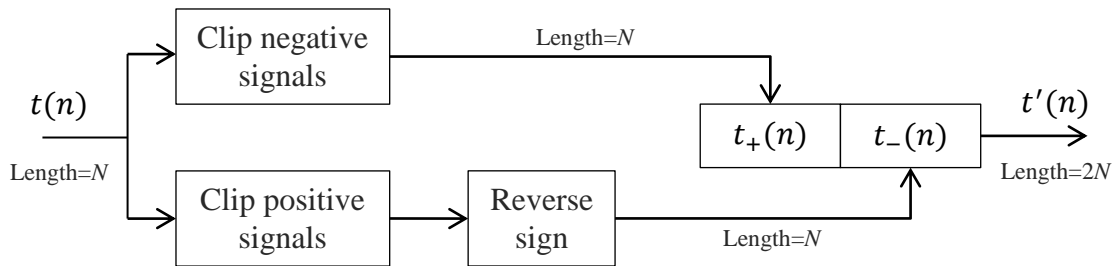 Clip negative
signals
Length=N
t(n)
Length=N
t₊(n)
t₋(n)
t′(n)
Length=2N
Clip positive
signals
Reverse
sign
Length=N